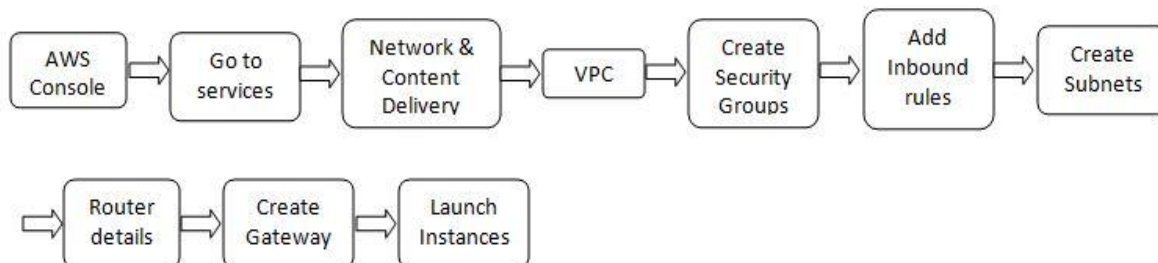 AWS
Console
Go to
services
Network &
Content
Delivery
VPC
Create
Security
Groups
Add
Inbound
rules
Create
Subnets
Router
details
Create
Gateway
Launch
Instances